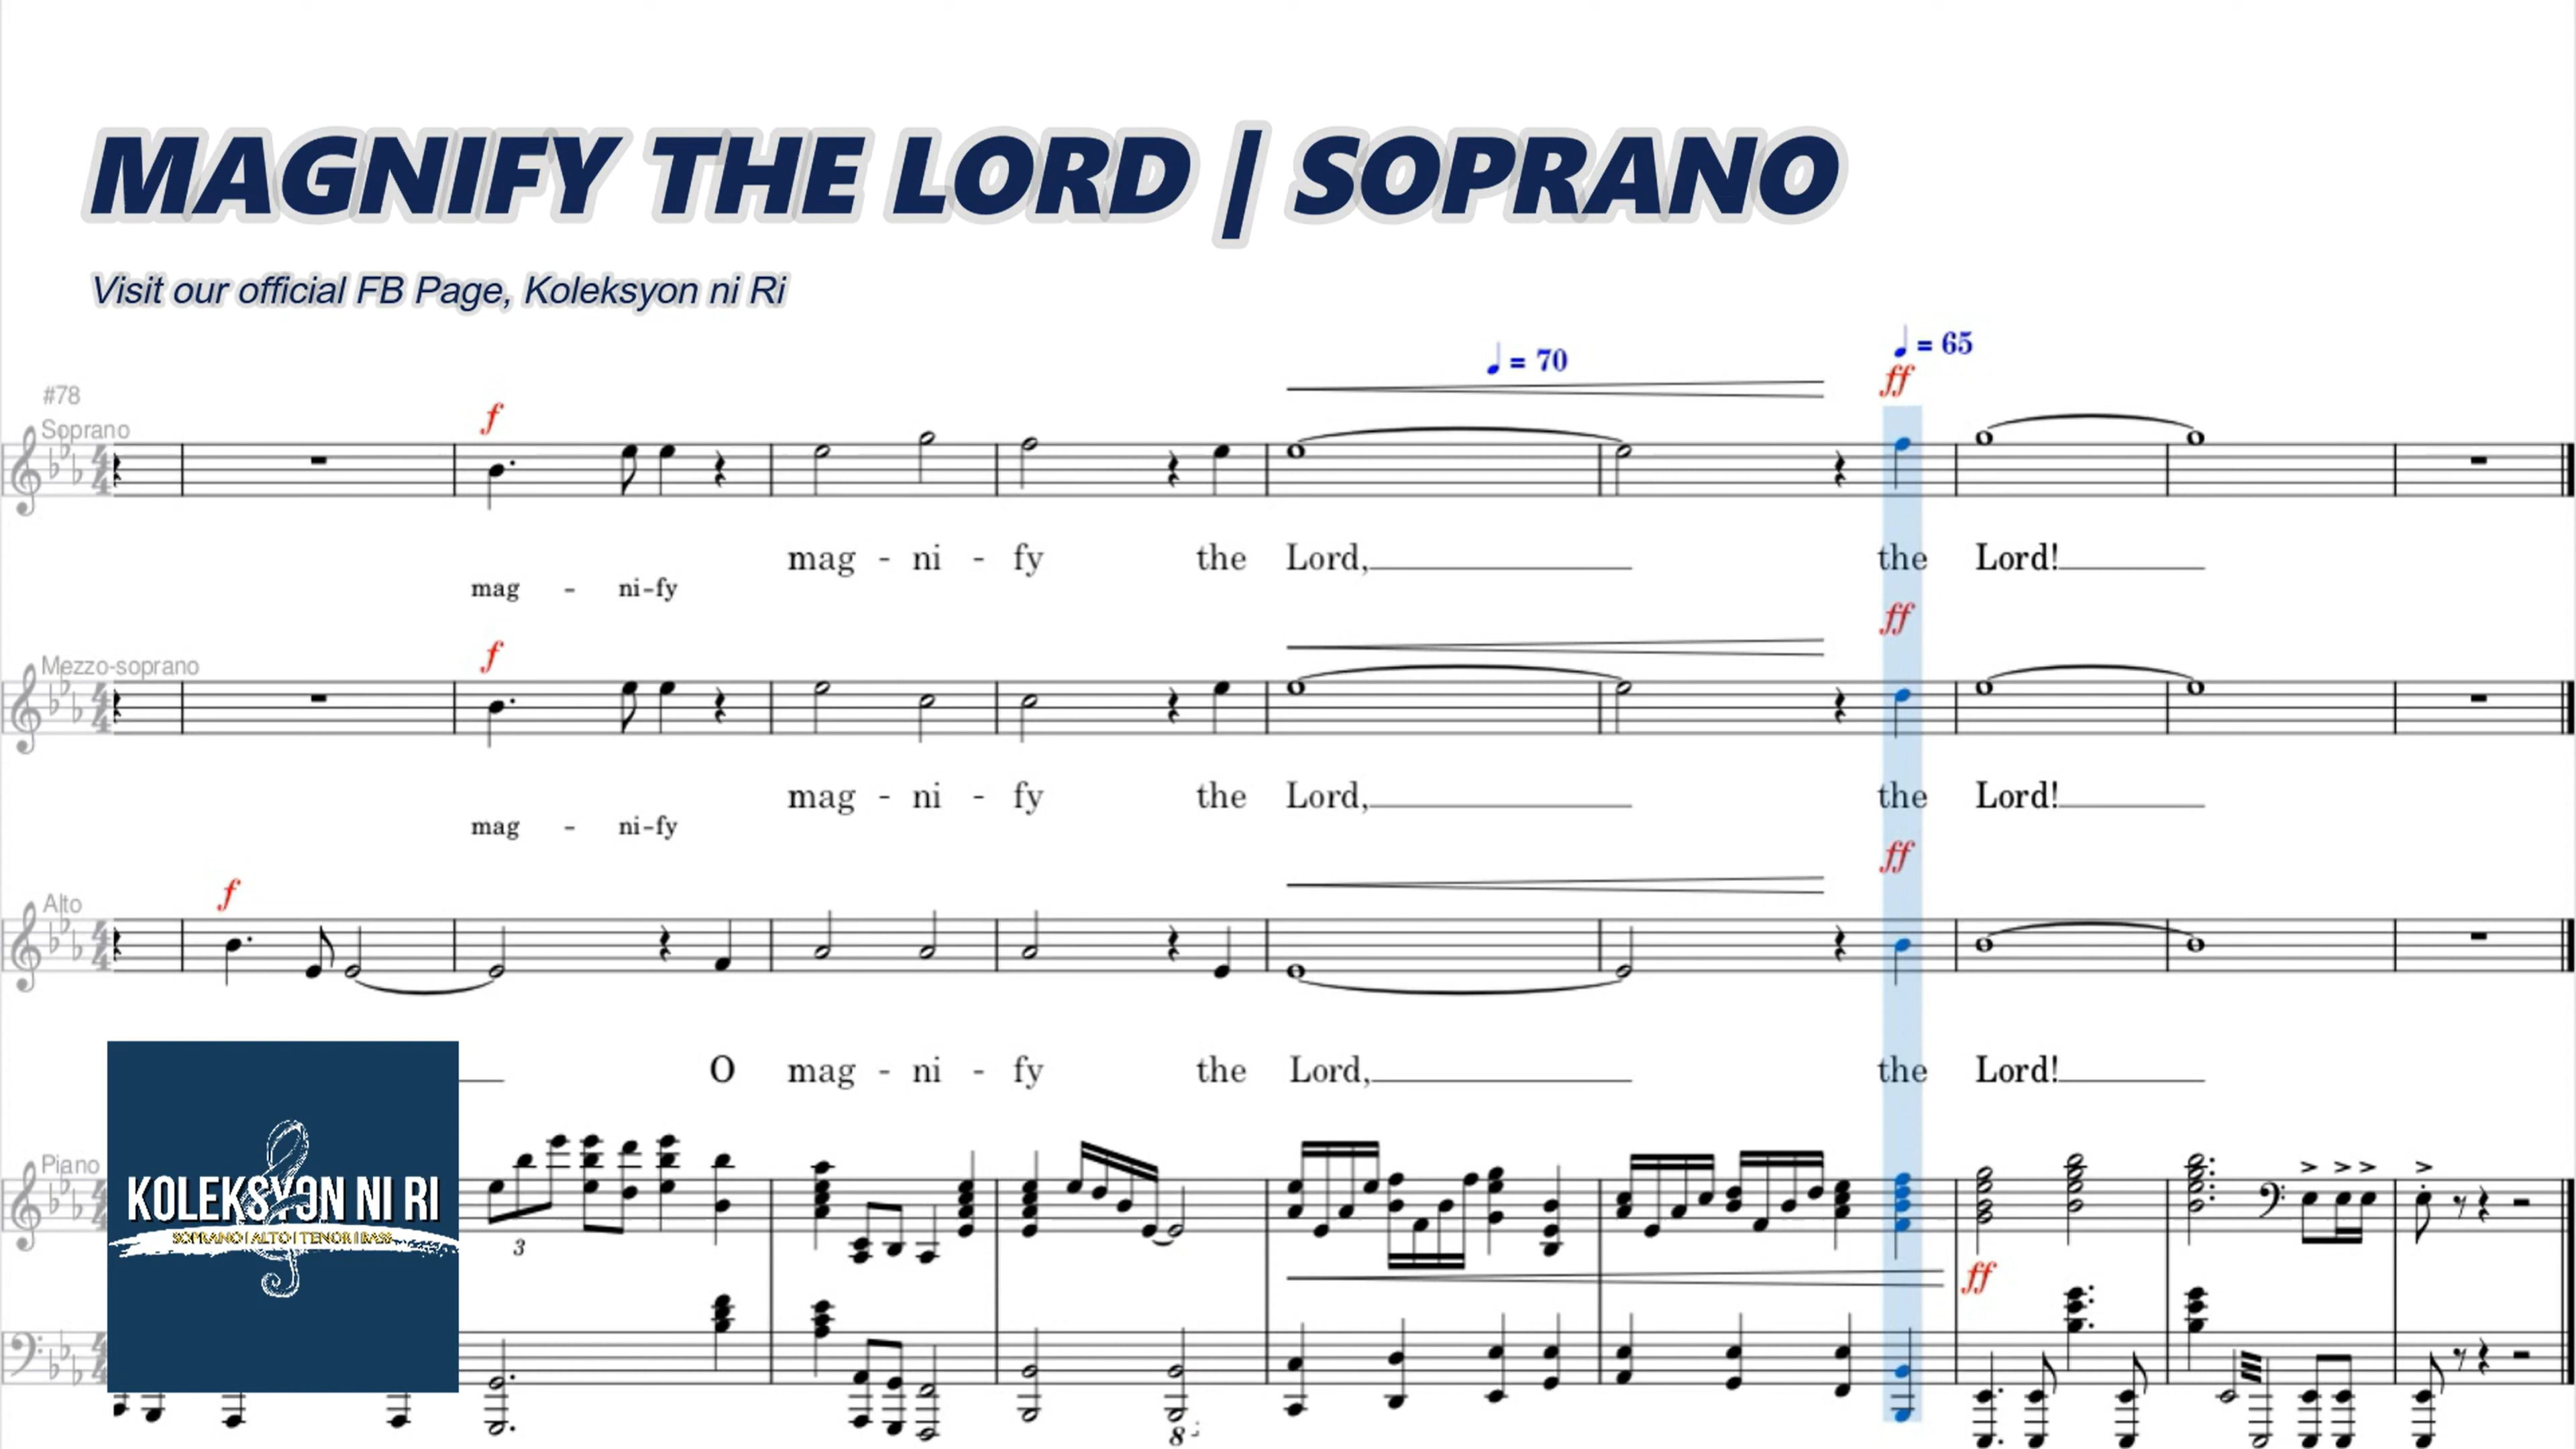 MAGNIFY THE LORD | SOPRANO
Visit our official FB Page, Koleksyon ni Ri
= 70
= 65
#78
Soprano
f
ff
mag - ni - fy the Lord, the Lord!
mag - ni-fy
Mezzo-soprano
f
ff
mag - ni - fy the Lord, the Lord!
mag - ni-fy
Alto
f
ff
O mag - ni - fy the Lord, the Lord!
Piano
3
ff
8
KOLEKSYON NI RI
SOPRANO | ALTO | TENOR | BASS